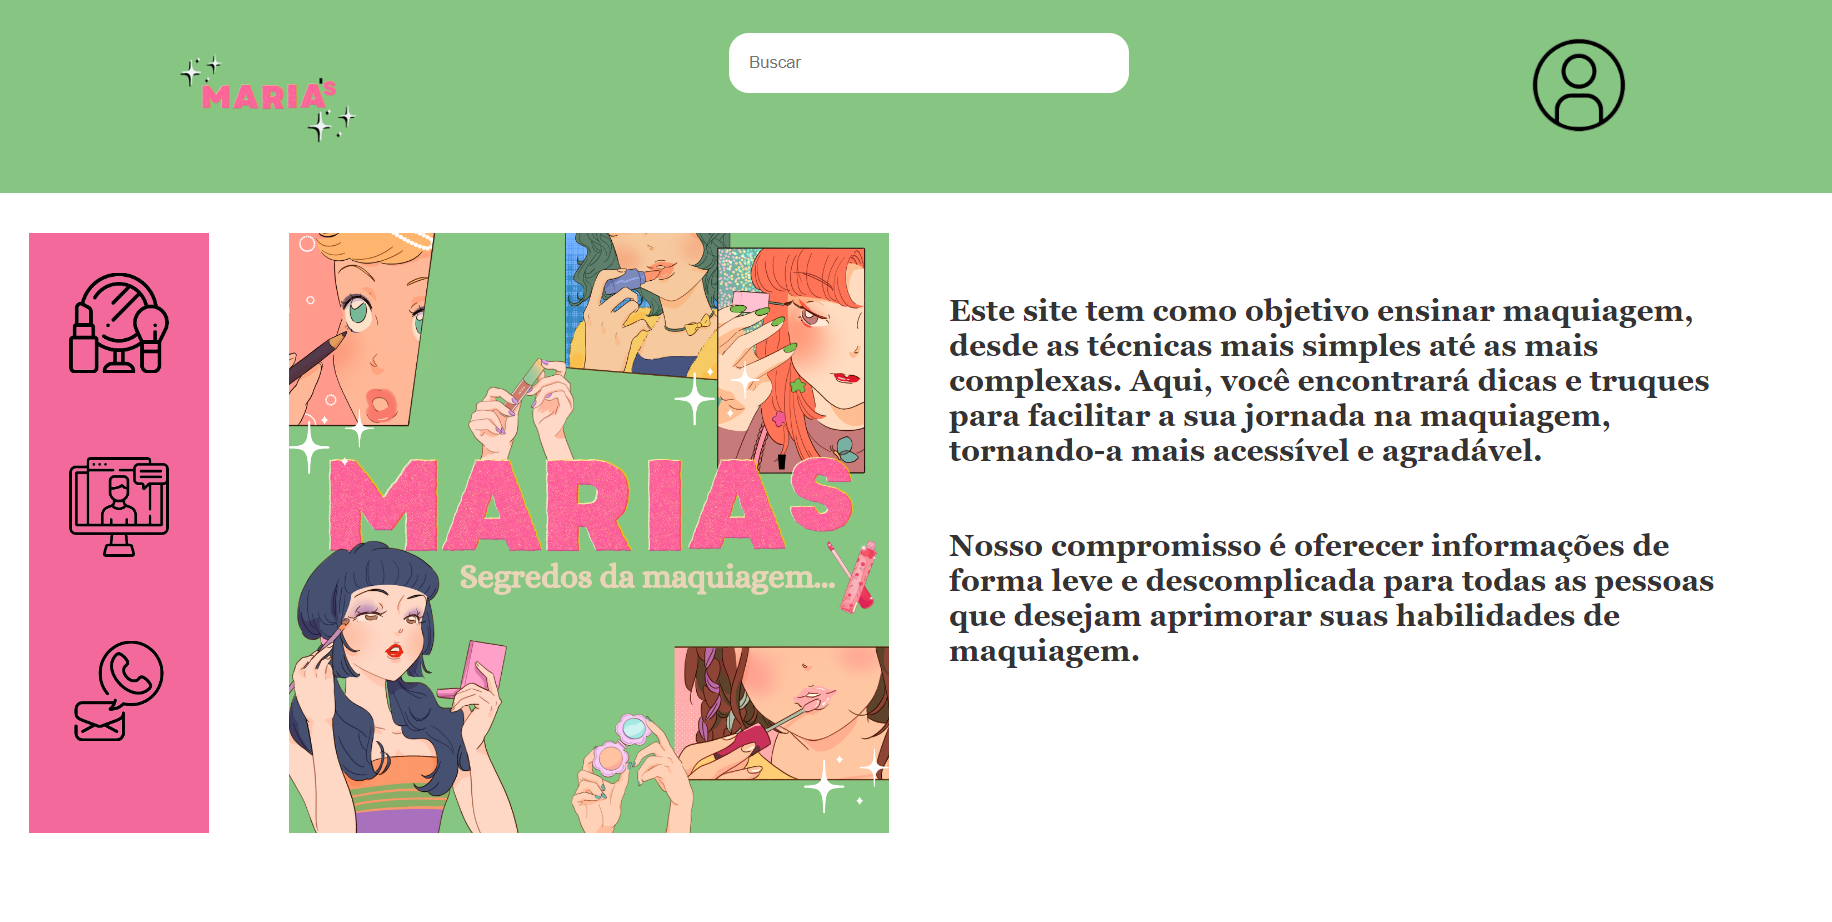 MARIA's
Buscar
MARIAS
Segredos da maquiagem...
Este site tem como objetivo ensinar maquiagem,
desde as técnicas mais simples até as mais
complexas. Aqui, você encontrará dicas e truques
para facilitar a sua jornada na maquiagem,
tornando-a mais acessível e agradável.
Nosso compromisso é oferecer informações de
forma leve e descomplicada para todas as pessoas
que desejam aprimorar suas habilidades de
maquiagem.